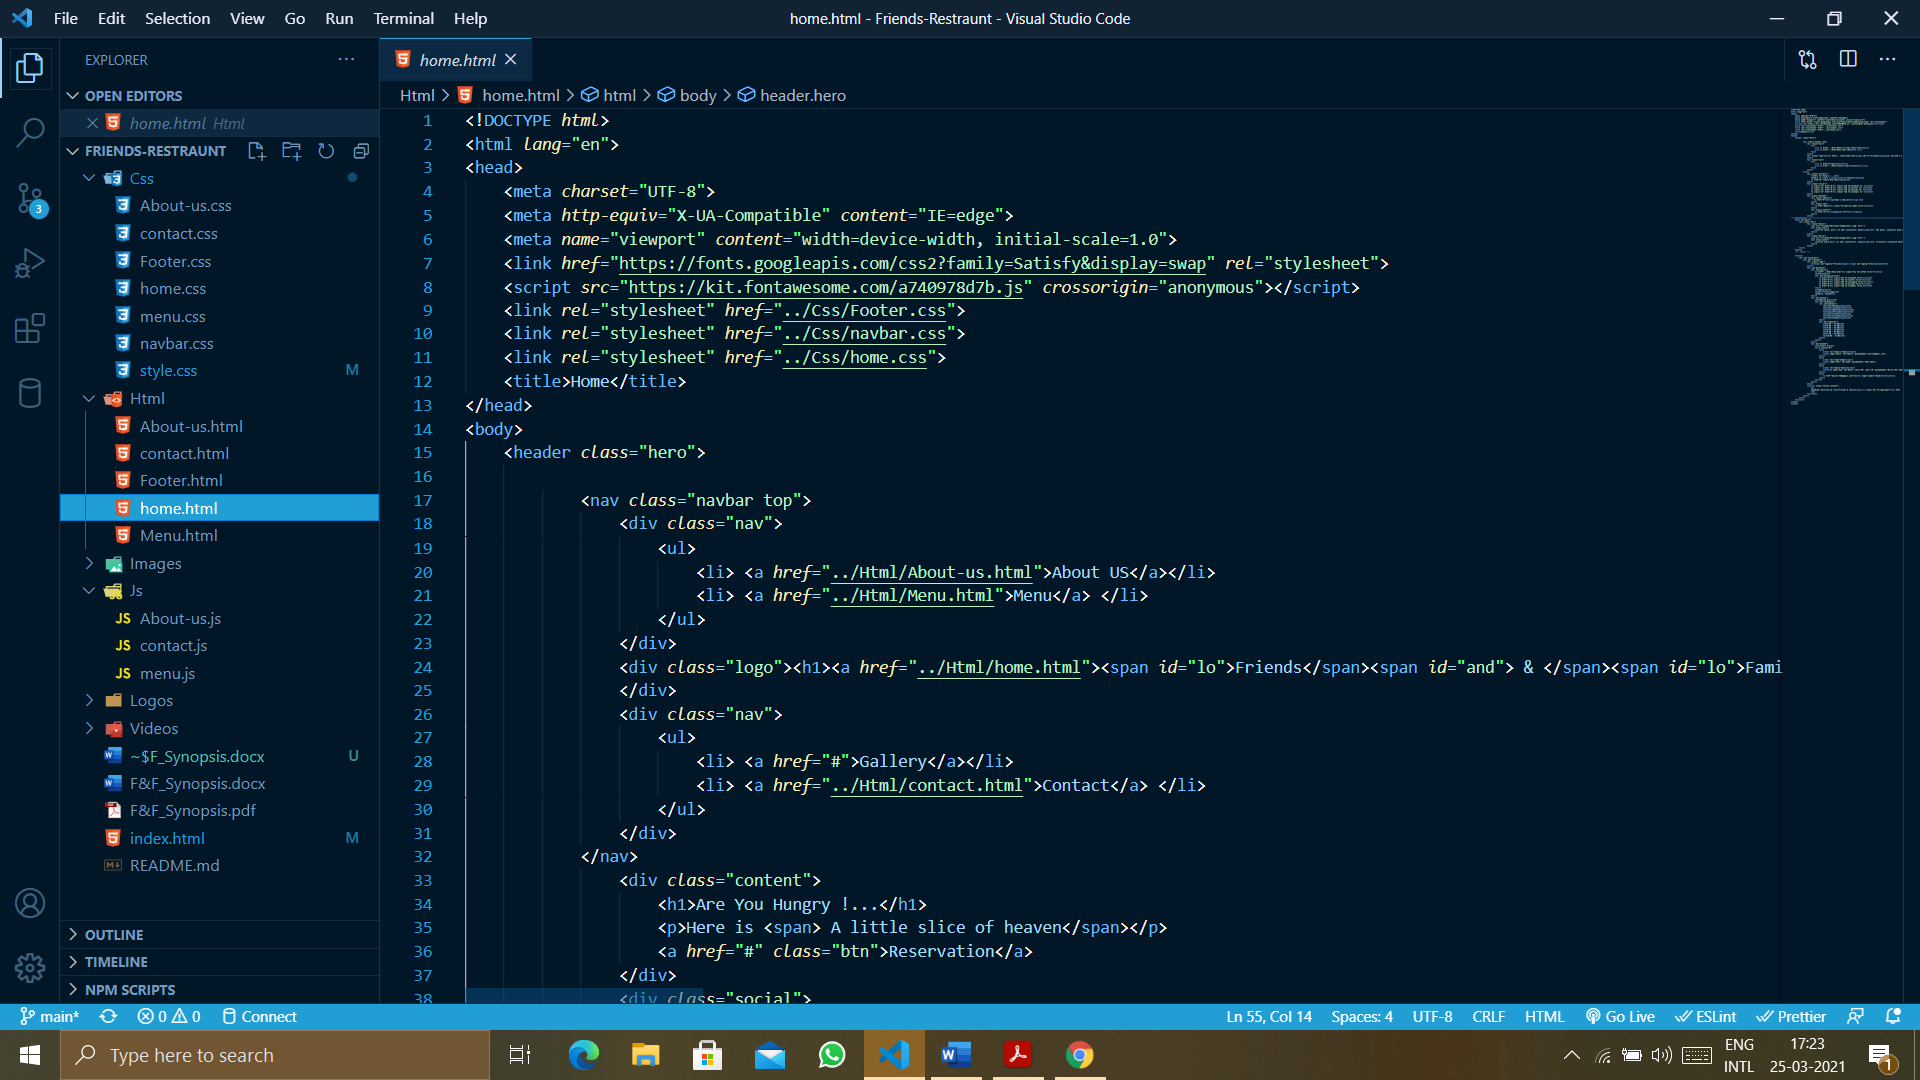 File Edit Selection View Go Run Terminal Help
home.html - Friends-Restraunt - Visual Studio Code
EXPLORER
OPEN EDITORS
home.html Html
FRIENDS-RESTRAUNT
Css
About-us.css
contact.css
Footer.css
home.css
menu.css
navbar.css
style.css M
Html
About-us.html
contact.html
Footer.html
home.html
Menu.html
Images
Js
JS About-us.js
JS contact.js
JS menu.js
Logos
Videos
~$F_Synopsis.docx U
F&F_Synopsis.docx
F&F_Synopsis.pdf
index.html M
README.md
OUTLINE
TIMELINE
NPM SCRIPTS
3
home.html
Html > home.html > html > body > header.hero
1 <!DOCTYPE html>
2 <html lang="en">
3 <head>
4 <meta charset="UTF-8">
5 <meta http-equiv="X-UA-Compatible" content="IE=edge">
6 <meta name="viewport" content="width=device-width, initial-scale=1.0">
7 <link href="https://fonts.googleapis.com/css2?family=Satisfy&display=swap" rel="stylesheet">
8 <script src="https://kit.fontawesome.com/a740978d7b.js" crossorigin="anonymous"></script>
9 <link rel="stylesheet" href="../Css/Footer.css">
10 <link rel="stylesheet" href="../Css/navbar.css">
11 <link rel="stylesheet" href="../Css/home.css">
12 <title>Home</title>
13 </head>
14 <body>
15 <header class="hero">
16
17 <nav class="navbar top">
18 <div class="nav">
19 <ul>
20 <li> <a href="../Html/About-us.html">About US</a></li>
21 <li> <a href="../Html/Menu.html">Menu</a> </li>
22 </ul>
23 </div>
24 <div class="logo"><h1><a href="../Html/home.html"><span id="lo">Friends</span><span id="and"> & </span><span id="lo">Fami
25 </div>
26 <div class="nav">
27 <ul>
28 <li> <a href="#">Gallery</a></li>
29 <li> <a href="../Html/contact.html">Contact</a> </li>
30 </ul>
31 </div>
32 </nav>
33 <div class="content">
34 <h1>Are You Hungry !...</h1>
35 <p>Here is <span> A little slice of heaven</span></p>
36 <a href="#" class="btn">Reservation</a>
37 </div>
38 <div class="social">
main* 0 0 Connect
Ln 55, Col 14 Spaces: 4 UTF-8 CRLF HTML Go Live ESLint Prettier
Type here to search
ENG
INTL
17:23
25-03-2021
1